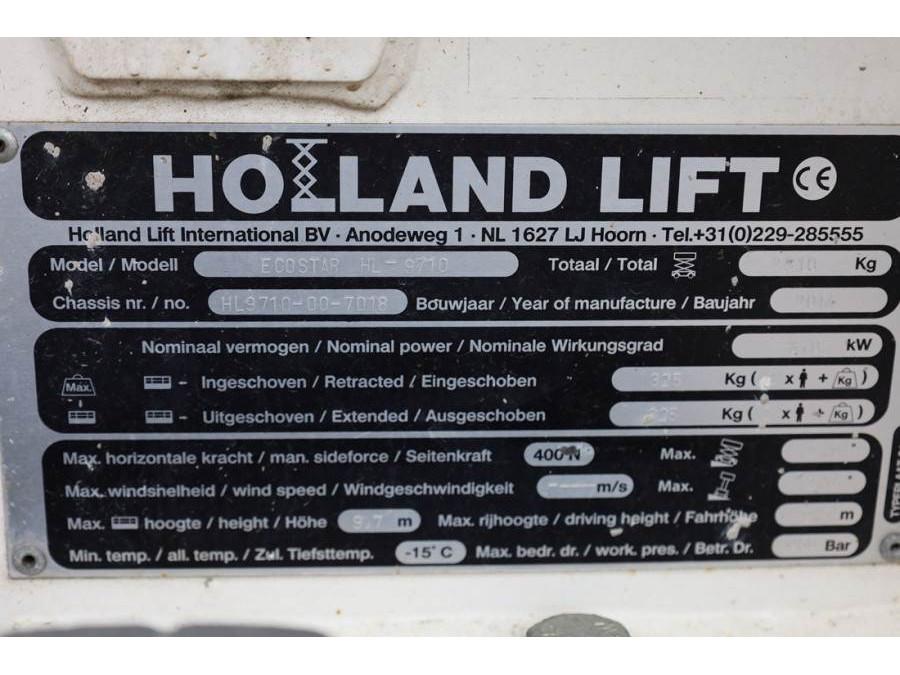 HOLLAND LIFT CE
Holland Lift International BV · Anodeweg 1 · NL 1627 LJ Hoorn · Tel.+31(0)229-285555
Model / Modell ECOSTAR HL-9710 Totaal / Total Kg
Chassis nr. / no. HL9710-00-7018 Bouwjaar / Year of manufacture / Baujahr
Nominaal vermogen / Nominal power / Nominale Wirkungsgrad kW
Max. - Ingeschoven / Retracted / Eingeschoben 325 Kg ( x + Kg )
- Uitgeschoven / Extended / Ausgeschoben 325 Kg ( x + Kg )
Max. horizontale kracht / man. sideforce / Seitenkraft 400 N Max.
Max. windshelheid / wind speed / Windgeschwindigkeit m/s Max.
Max. hoogte / height / Höhe 9.7 m Max. rijhoogte / driving height / Fahrhöhe m
Min. temp. / all. temp. / Zul. Tiefsttemp. -15° C Max. bedr. dr. / work. pres. / Betr. Dr. Bar